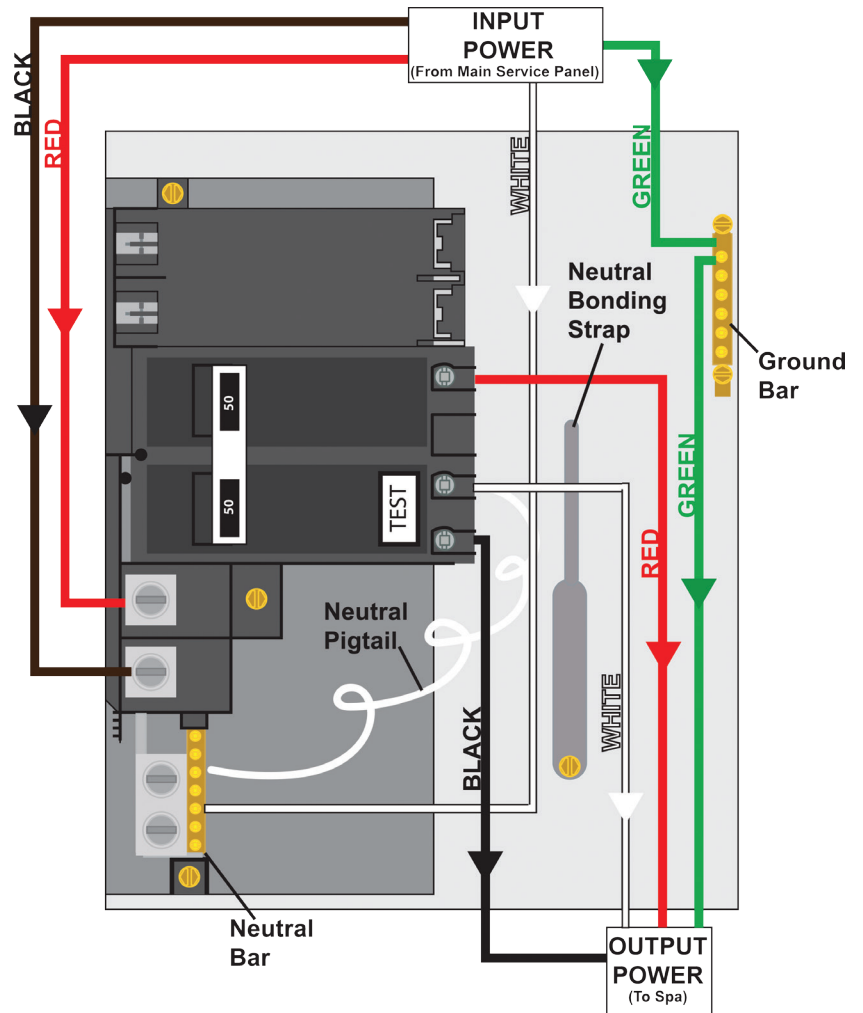 INPUT
POWER
(From Main Service Panel)
BLACK
RED
WHITE
GREEN
Neutral
Bonding
Strap
Ground
Bar
50
50
TEST
GREEN
RED
Neutral
Pigtail
BLACK
WHITE
Neutral
Bar
OUTPUT
POWER
(To Spa)